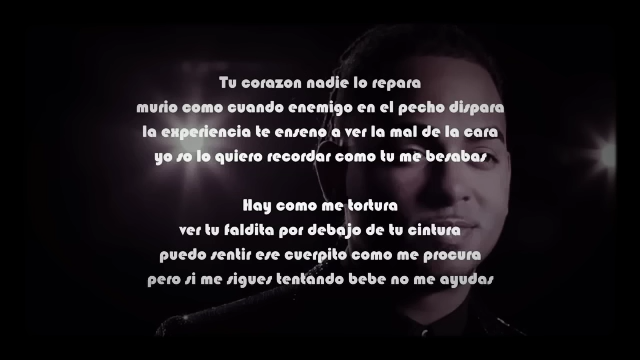 Tu corazon nadie lo repara
murio como cuando enemigo en el pecho dispara
la experiencia te enseno a ver la mal de la cara
yo so lo quiero recordar como tu me besabas
Hay como me tortura
ver tu faldita por debajo de tu cintura
puedo sentir ese cuerpito como me procura
pero si me sigues tentando bebe no me ayudas